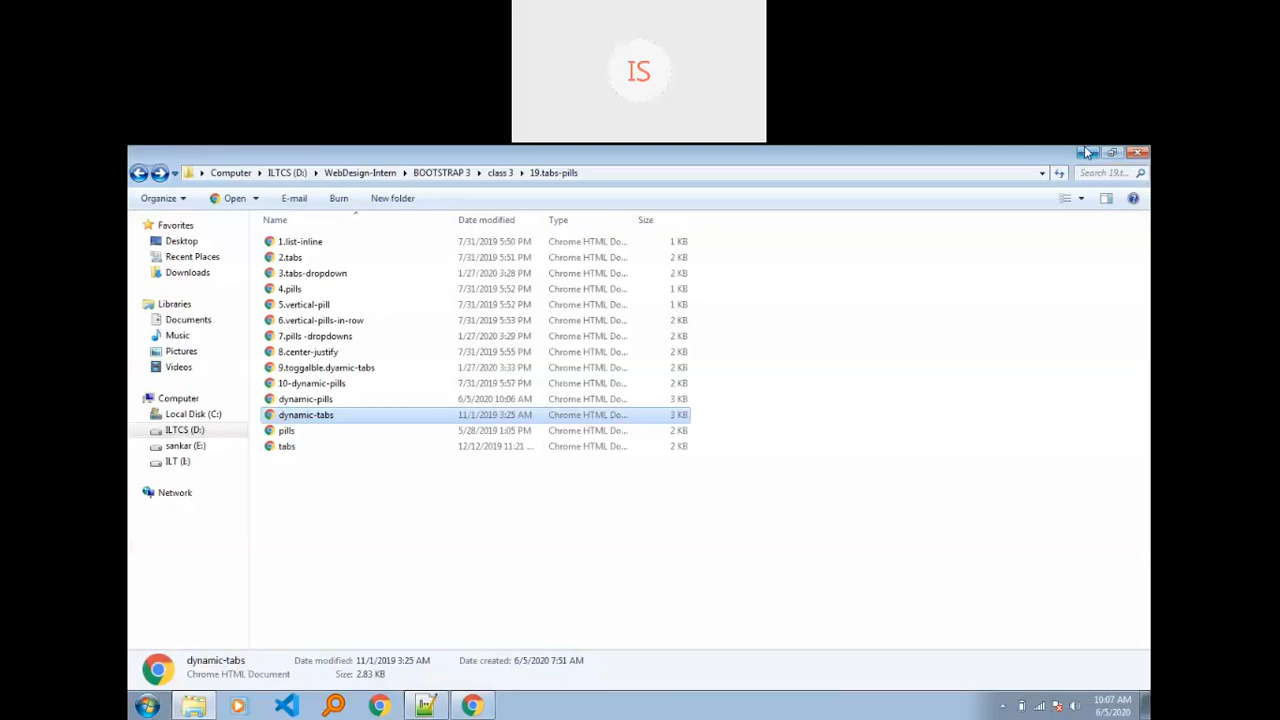 IS
Computer ▸ ILTCS (D:) ▸ WebDesign-Intern ▸ BOOTSTRAP 3 ▸ class 3 ▸ 19.tabs-pills
Search 19.t...
Organize Open E-mail Burn New folder
Name Date modified Type Size
Favorites
Desktop
Recent Places
Downloads
Libraries
Documents
Music
Pictures
Videos
Computer
Local Disk (C:)
ILTCS (D:)
sankar (E:)
ILT (I:)
Network
1.list-inline 7/31/2019 5:50 PM Chrome HTML Do... 1 KB
2.tabs 7/31/2019 5:51 PM Chrome HTML Do... 2 KB
3.tabs-dropdown 1/27/2020 3:28 PM Chrome HTML Do... 2 KB
4.pills 7/31/2019 5:52 PM Chrome HTML Do... 1 KB
5.vertical-pill 7/31/2019 5:52 PM Chrome HTML Do... 1 KB
6.vertical-pills-in-row 7/31/2019 5:53 PM Chrome HTML Do... 2 KB
7.pills -dropdowns 1/27/2020 3:29 PM Chrome HTML Do... 2 KB
8.center-justify 7/31/2019 5:55 PM Chrome HTML Do... 2 KB
9.toggalble.dyamic-tabs 1/27/2020 3:33 PM Chrome HTML Do... 2 KB
10-dynamic-pills 7/31/2019 5:57 PM Chrome HTML Do... 2 KB
dynamic-pills 6/5/2020 10:06 AM Chrome HTML Do... 3 KB
dynamic-tabs 11/1/2019 3:25 AM Chrome HTML Do... 3 KB
pills 5/28/2019 1:05 PM Chrome HTML Do... 2 KB
tabs 12/12/2019 11:21 ... Chrome HTML Do... 2 KB
dynamic-tabs Date modified: 11/1/2019 3:25 AM Date created: 6/5/2020 7:51 AM
Chrome HTML Document Size: 2.83 KB
10:07 AM
6/5/2020